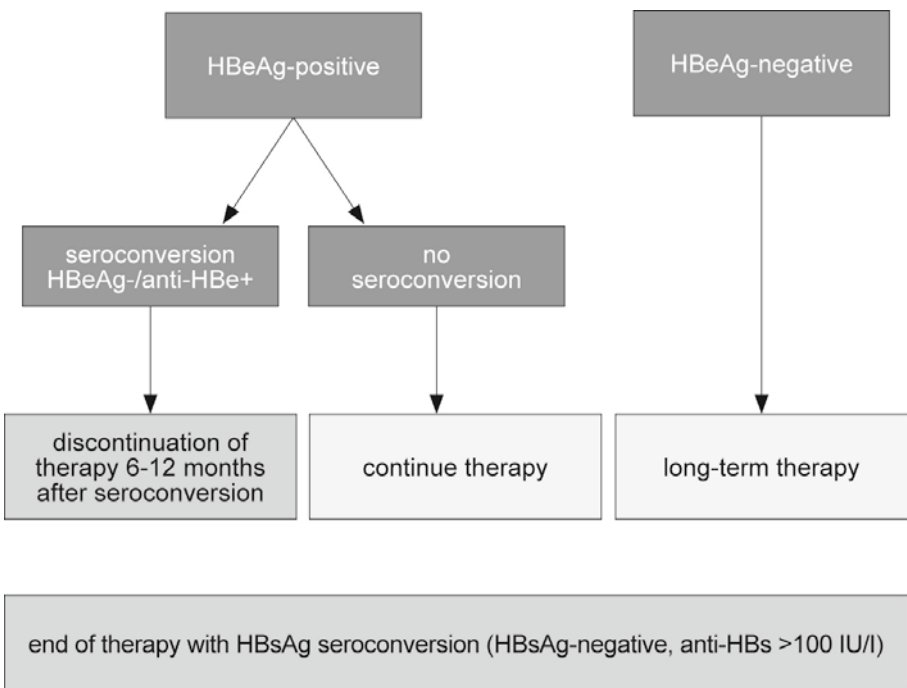 HBeAg-positive
HBeAg-negative
seroconversion
HBeAg-/anti-HBe+
no
seroconversion
discontinuation of
therapy 6-12 months
after seroconversion
continue therapy
long-term therapy
end of therapy with HBsAg seroconversion (HBsAg-negative, anti-HBs >100 IU/l)